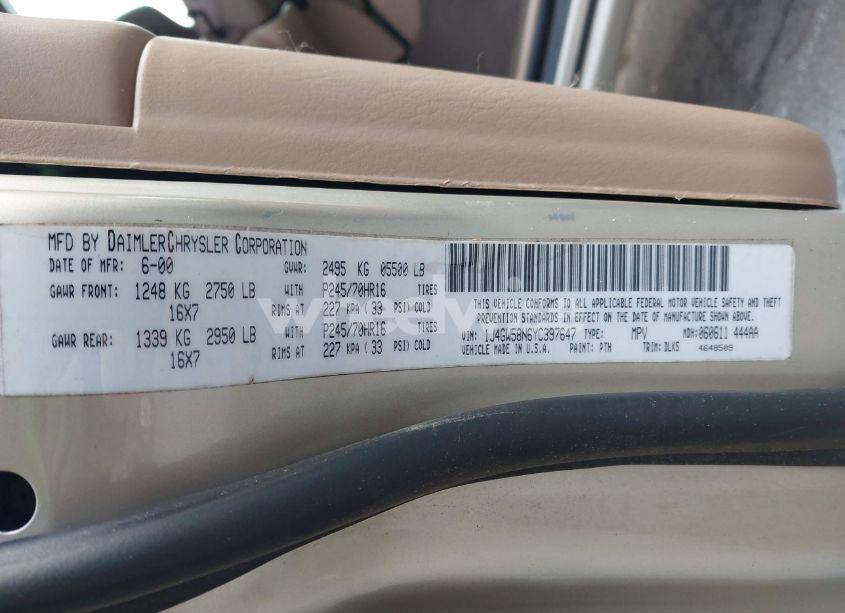 MFD BY DAIMLERCHRYSLER CORPORATION
DATE OF MFR: 6-00 GVWR: 2495 KG 05500 LB
GAWR FRONT: 1248 KG 2750 LB WITH P245/70HR16 TIRES
16X7 RIMS AT 227 KPA ( 33 PSI) COLD
GAWR REAR: 1339 KG 2950 LB WITH P245/70HR16 TIRES
16X7 RIMS AT 227 KPA ( 33 PSI) COLD
THIS VEHICLE CONFORMS TO ALL APPLICABLE FEDERAL MOTOR VEHICLE SAFETY AND THEFT
PREVENTION STANDARDS IN EFFECT ON THE DATE OF MANUFACTURE SHOWN ABOVE.
VIN: 1J4GW58N6YC397647 TYPE: MPV MDH: 060611 444AA
VEHICLE MADE IN U.S.A. PAINT: PTH TRIM: DLK5 4648509